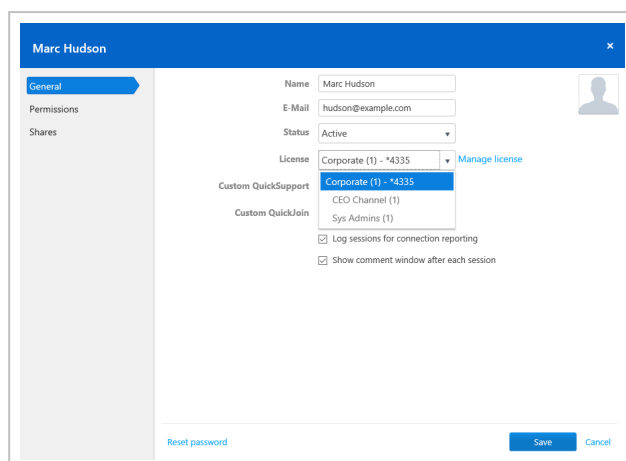 Marc Hudson ×
General
Permissions
Shares
Name Marc Hudson
E-Mail hudson@example.com
Status Active
License Corporate (1) - *4335 Manage license
Corporate (1) - *4335
Custom QuickSupport
CEO Channel (1)
Custom QuickJoin
Sys Admins (1)
Log sessions for connection reporting
Show comment window after each session
Reset password Save Cancel